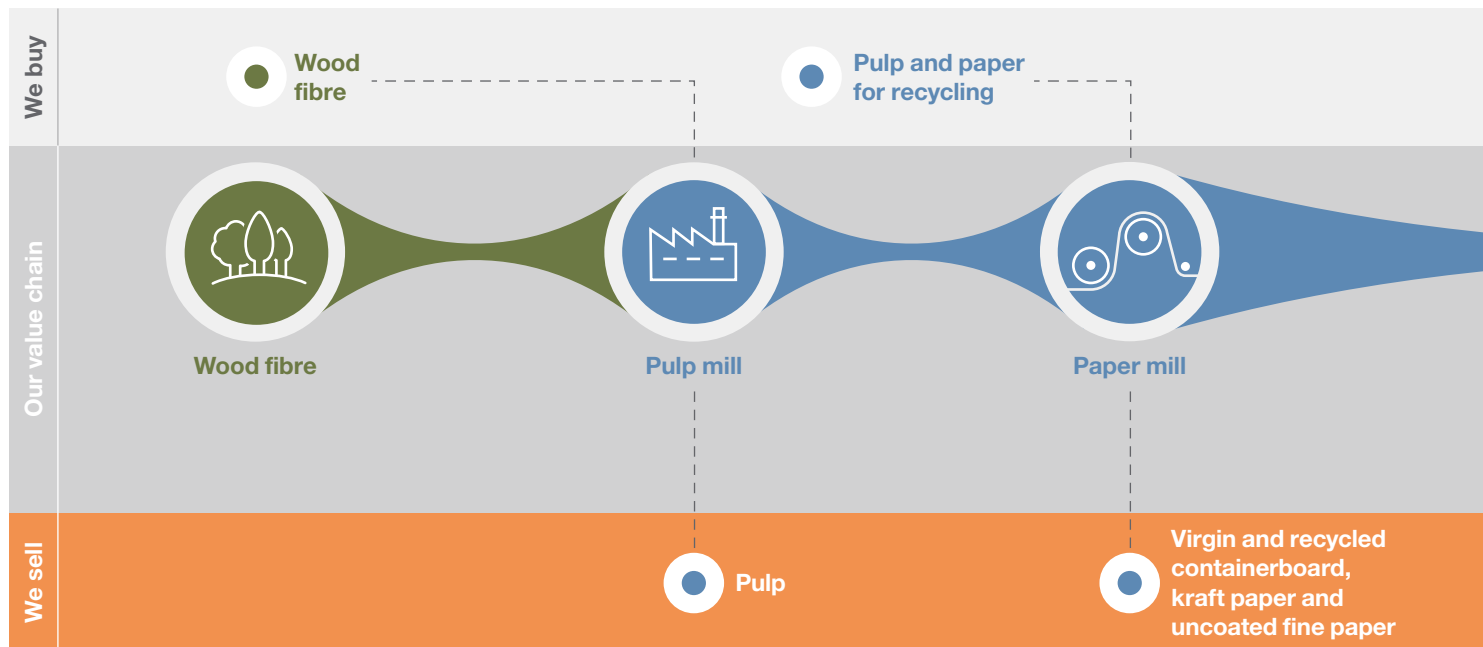 We buy
Wood
fibre
Pulp and paper
for recycling
Our value chain
Wood fibre
Pulp mill
Paper mill
We sell
Pulp
Virgin and recycled
containerboard,
kraft paper and
uncoated fine paper